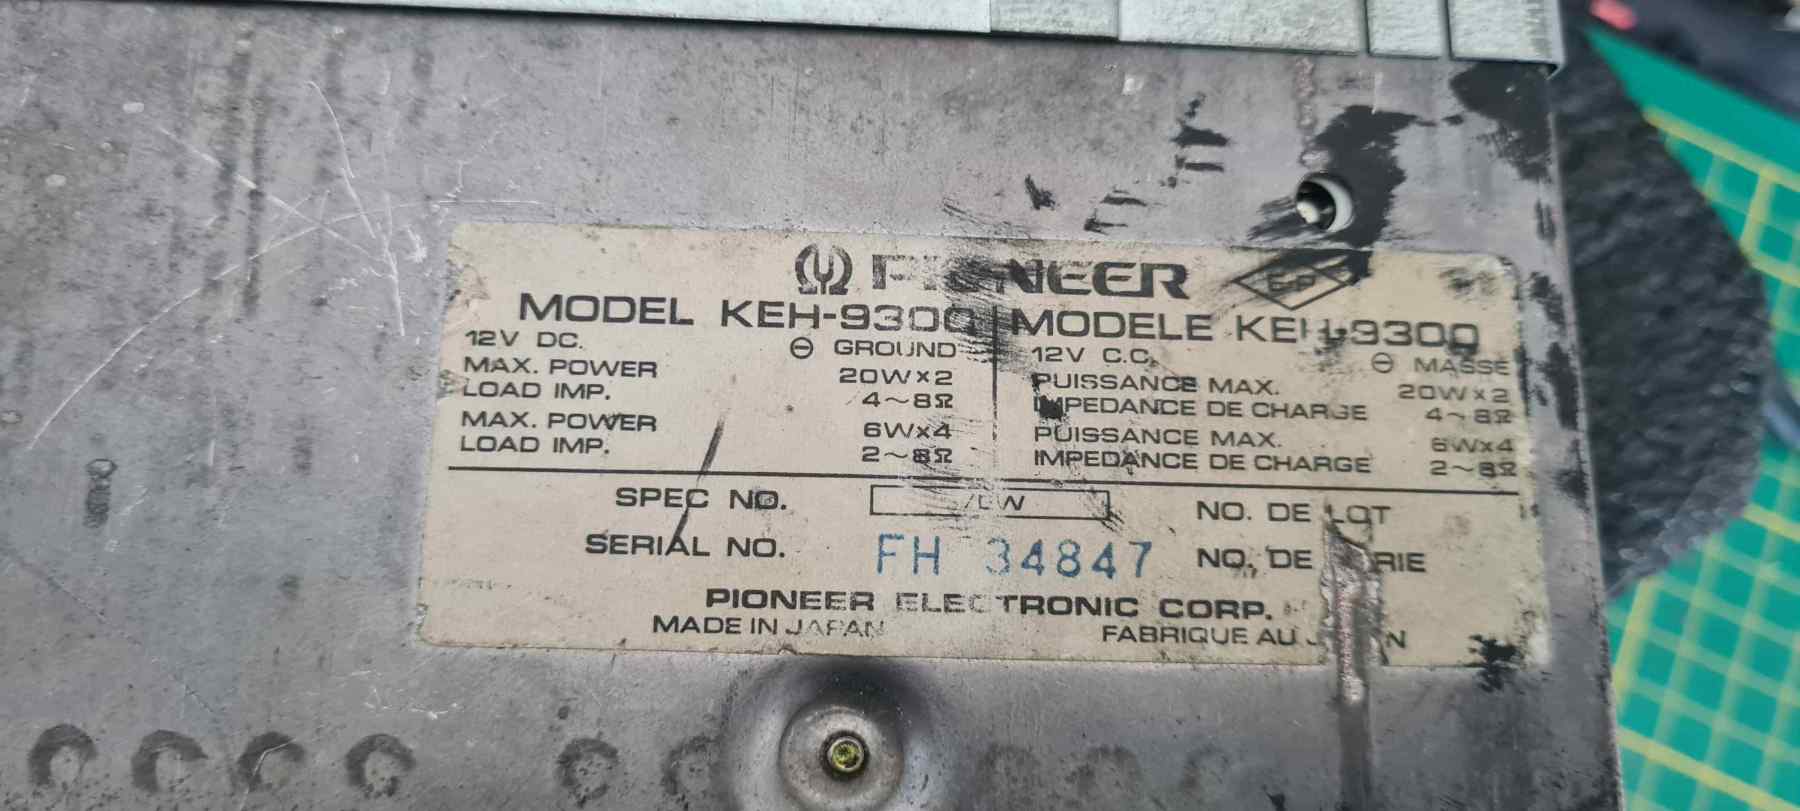 PIONEER
MODEL KEH-9300
12V DC. ⊖ GROUND
MAX. POWER 20W×2
LOAD IMP. 4~8Ω
MAX. POWER 6W×4
LOAD IMP. 2~8Ω
MODELE KEH-9300
12V C.C. ⊖ MASSE
PUISSANCE MAX. 20W×2
IMPEDANCE DE CHARGE 4~8Ω
PUISSANCE MAX. 6W×4
IMPEDANCE DE CHARGE 2~8Ω
SPEC NO. NO. DE LOT
SERIAL NO. FH 34847 NO. DE
PIONEER ELECTRONIC CORP.
MADE IN JAPAN FABRIQUE AU